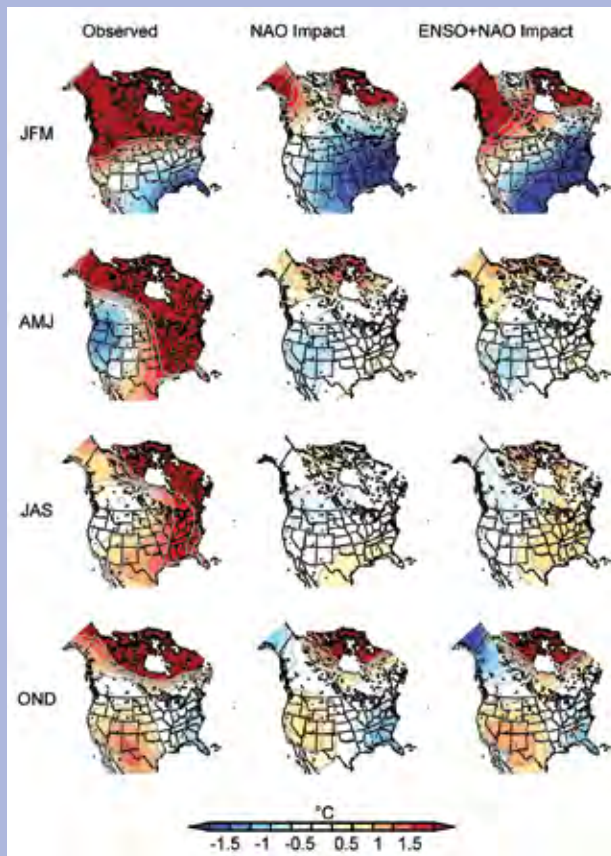 Observed NAO Impact ENSO+NAO Impact
JFM
AMJ
JAS
OND
°C
-1.5 -1 -0.5 0.5 1 1.5